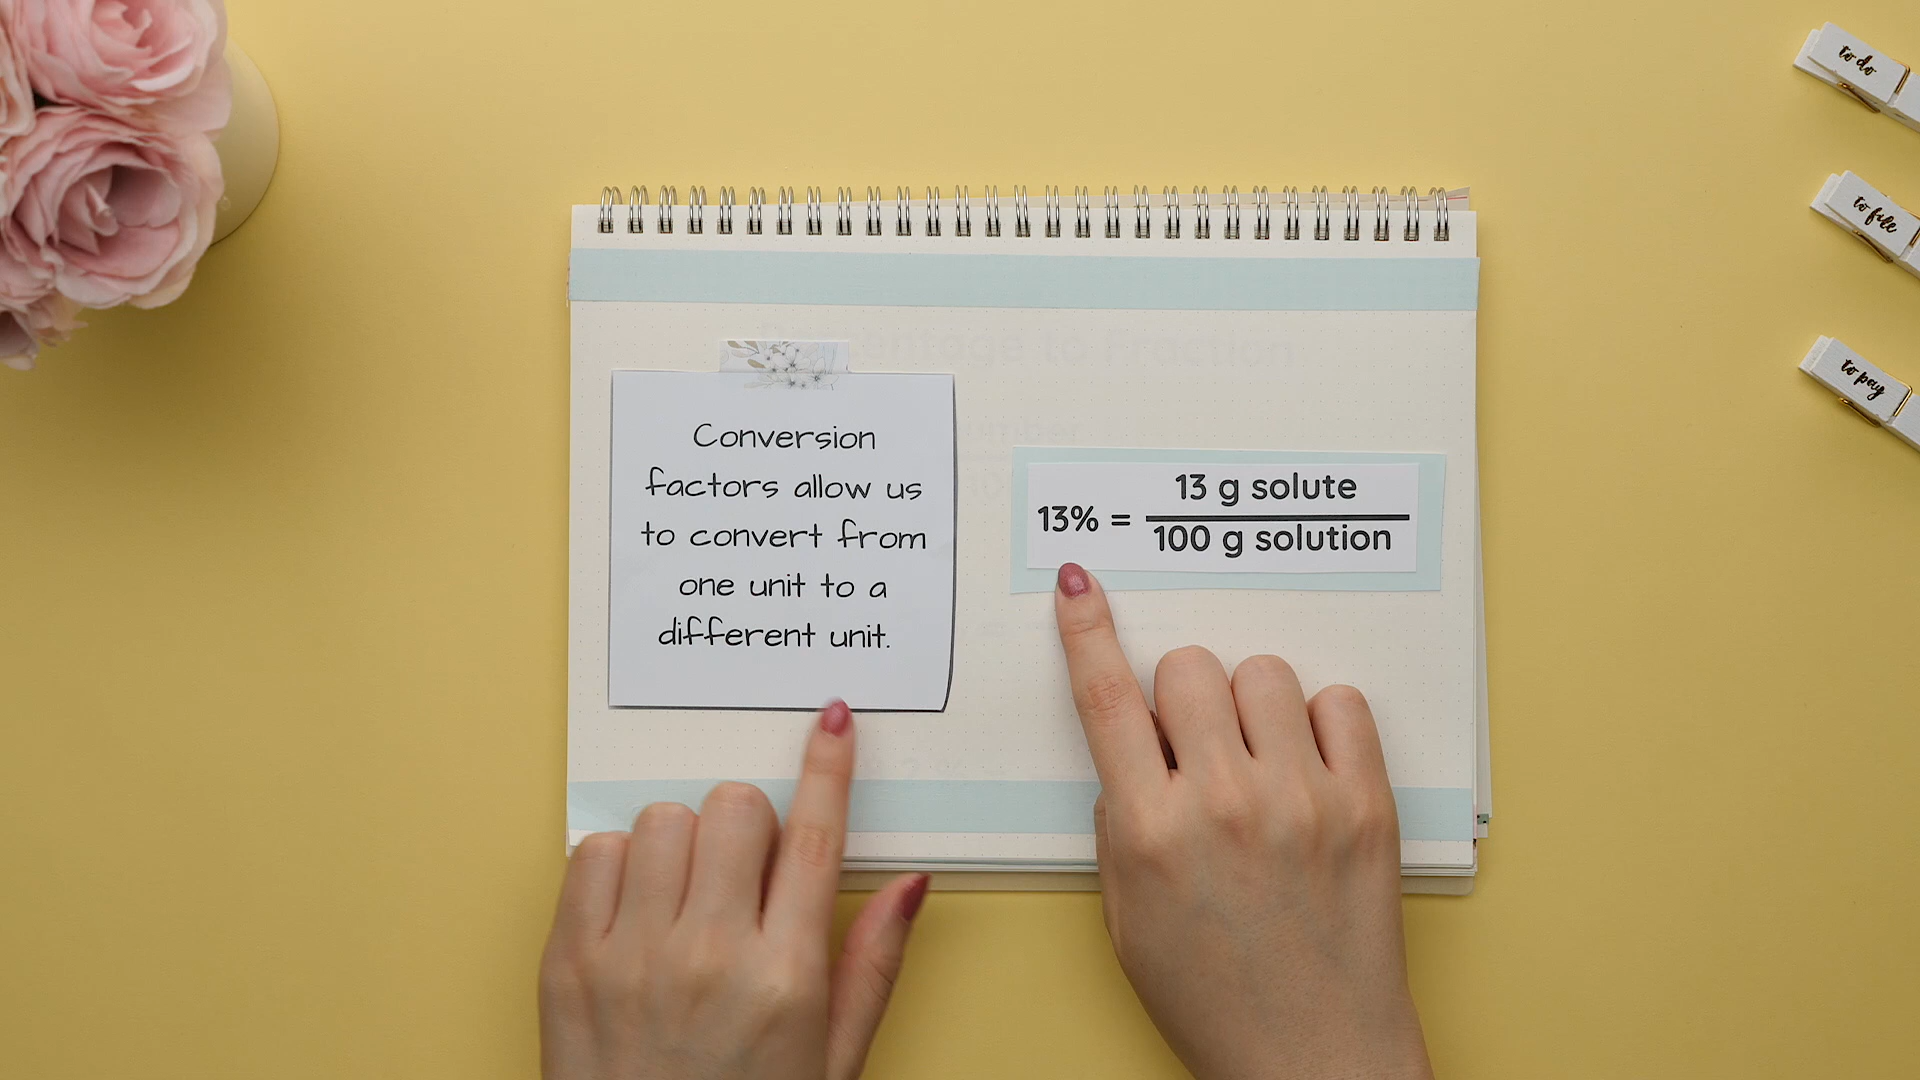 to do
to file
to pay
Conversion
factors allow us
to convert from
one unit to a
different unit.
13% = 13 g solute
100 g solution